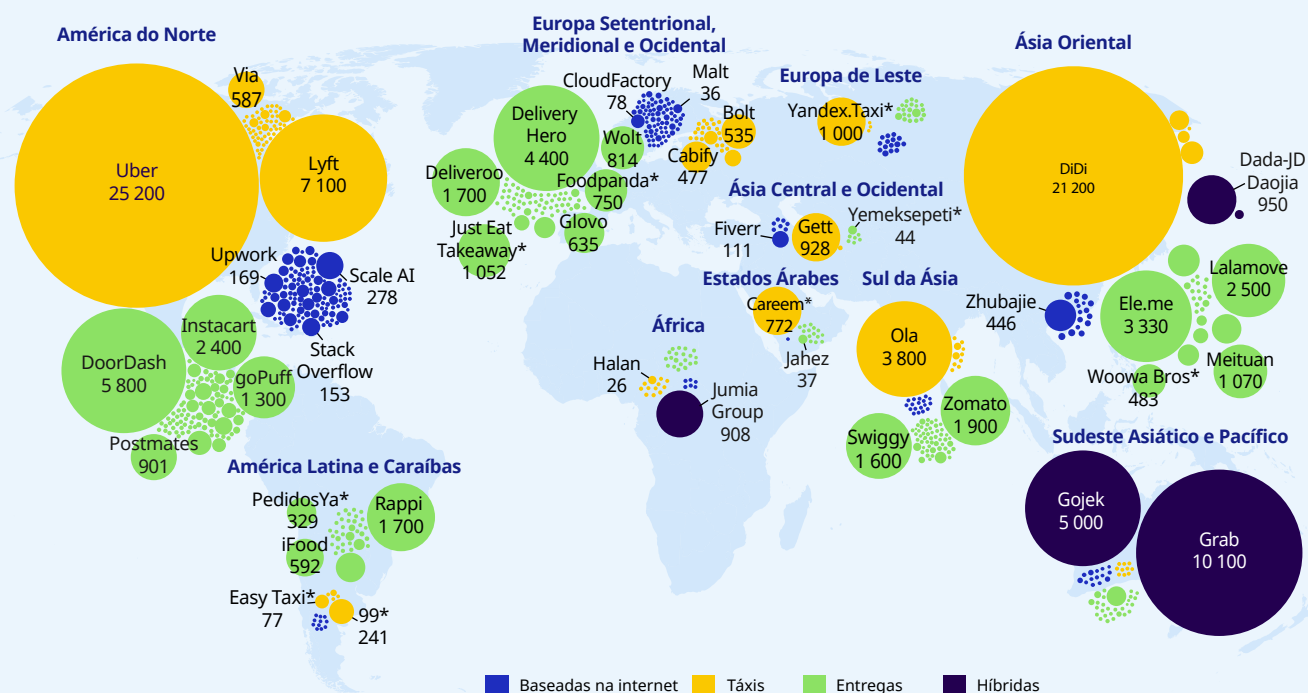 América do Norte
Via
587
Uber
25 200
Lyft
7 100
Upwork
169
Scale AI
278
Stack
Overflow
153
Instacart
2 400
DoorDash
5 800
goPuff
1 300
Postmates
901
América Latina e Caraíbas
PedidosYa*
329
Rappi
1 700
iFood
592
Easy Taxi*
77
99*
241
Europa Setentrional,
Meridional e Ocidental
CloudFactory
78
Malt
36
Delivery
Hero
4 400
Bolt
535
Wolt
814
Cabify
477
Deliveroo
1 700
Foodpanda*
750
Just Eat
Takeaway*
1 052
Glovo
635
Europa de Leste
Yandex.Taxi*
1 000
Ásia Central e Ocidental
Fiverr
111
Gett
928
Yemeksepeti*
44
Estados Árabes
Careem*
772
Jahez
37
África
Halan
26
Jumia
Group
908
Sul da Ásia
Ola
3 800
Zomato
1 900
Swiggy
1 600
Ásia Oriental
DiDi
21 200
Dada-JD
Daojia
950
Zhubajie
446
Ele.me
3 330
Lalamove
2 500
Meituan
1 070
Woowa Bros*
483
Sudeste Asiático e Pacífico
Gojek
5 000
Grab
10 100
Baseadas na internet
Táxis
Entregas
Híbridas